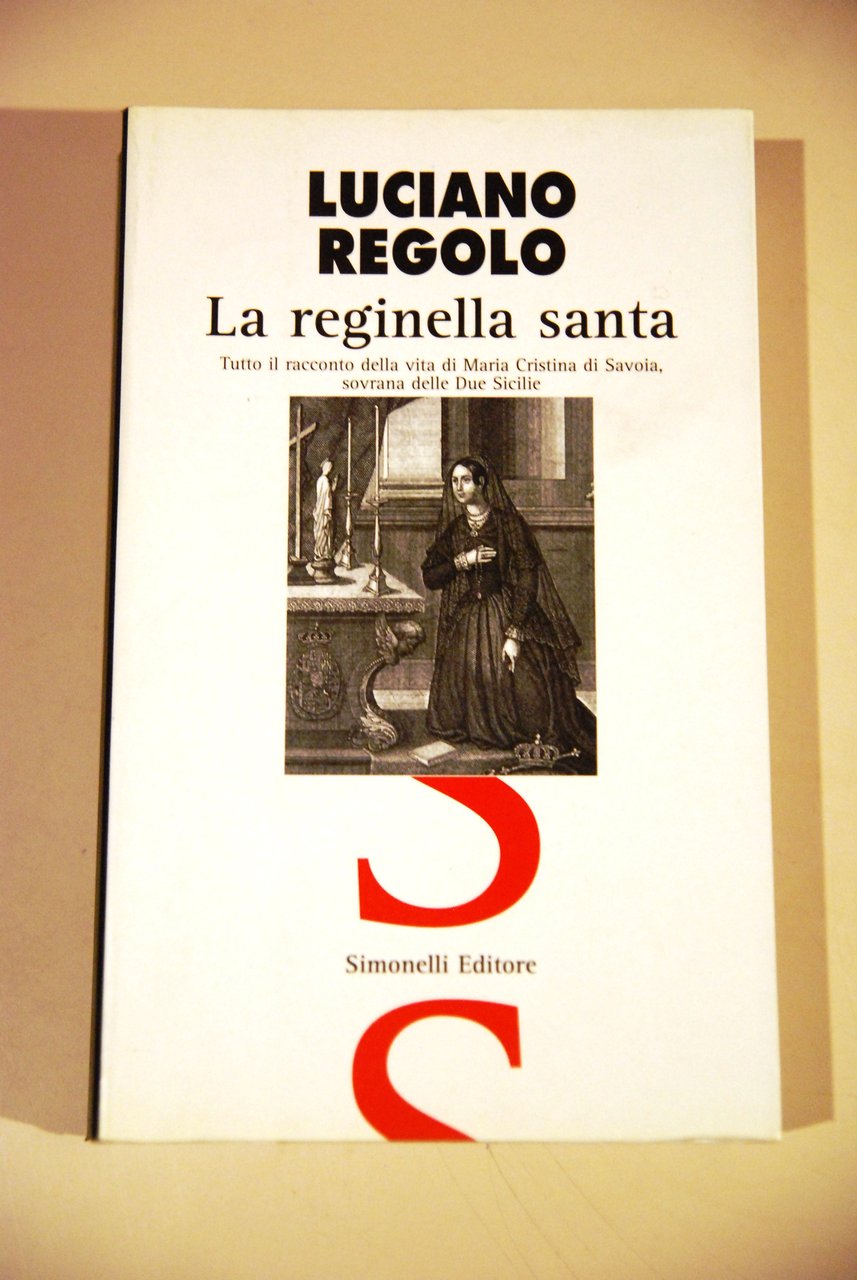 LUCIANO
REGOLO
La reginella santa
Tutto il racconto della vita di Maria Cristina di Savoia,
sovrana delle Due Sicilie
S
Simonelli Editore
S